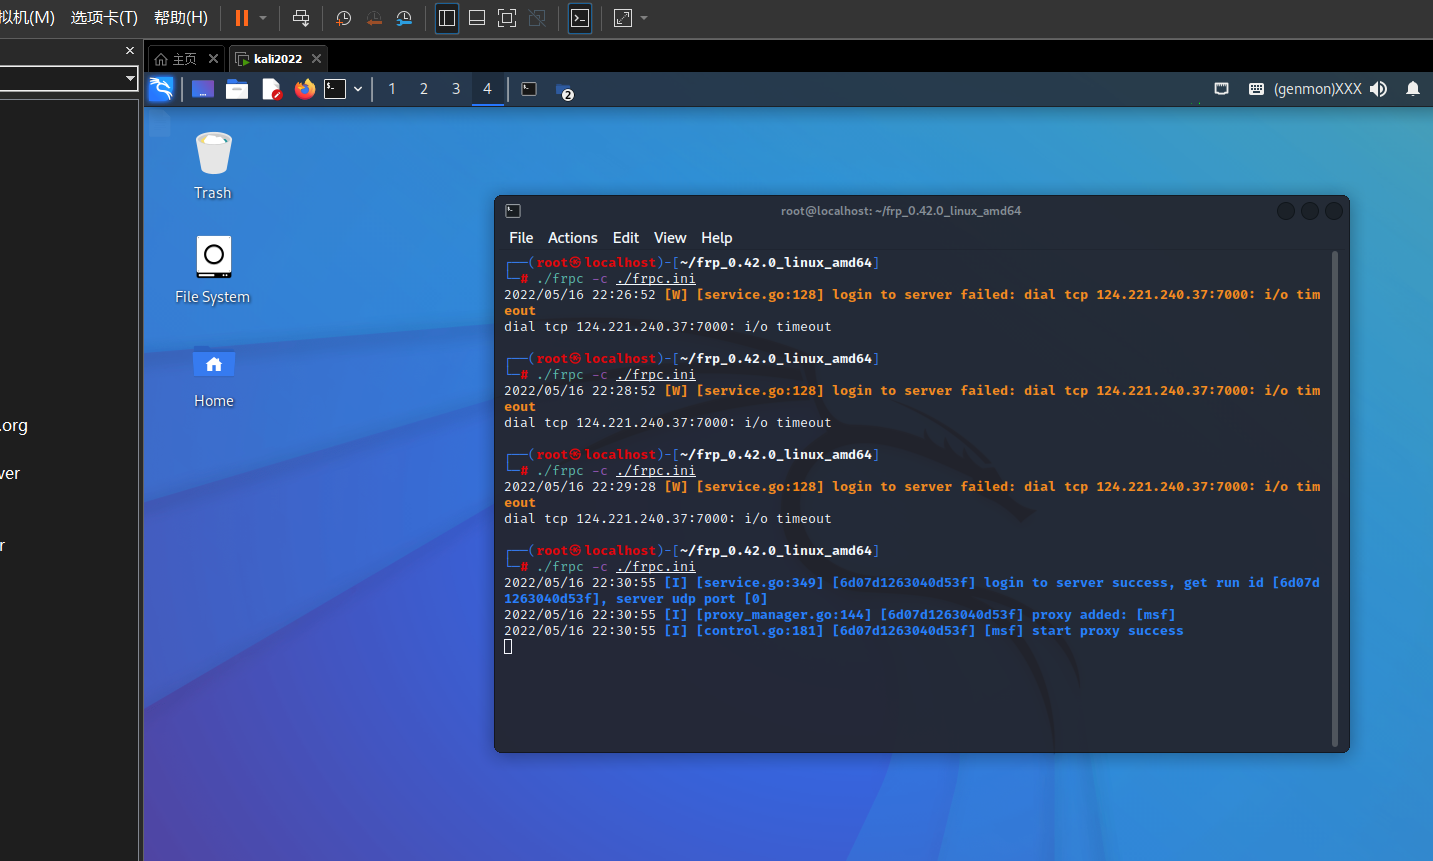 拟机(M) 选项卡(T) 帮助(H)
主页
kali2022
1 2 3 4
2
(genmon)XXX
Trash
File System
Home
.org
ver
r
root@localhost: ~/frp_0.42.0_linux_amd64
File Actions Edit View Help
┌──(root㉿localhost)-[~/frp_0.42.0_linux_amd64]
└─# ./frpc -c ./frpc.ini
2022/05/16 22:26:52 [W] [service.go:128] login to server failed: dial tcp 124.221.240.37:7000: i/o tim
eout
dial tcp 124.221.240.37:7000: i/o timeout
┌──(root㉿localhost)-[~/frp_0.42.0_linux_amd64]
└─# ./frpc -c ./frpc.ini
2022/05/16 22:28:52 [W] [service.go:128] login to server failed: dial tcp 124.221.240.37:7000: i/o tim
eout
dial tcp 124.221.240.37:7000: i/o timeout
┌──(root㉿localhost)-[~/frp_0.42.0_linux_amd64]
└─# ./frpc -c ./frpc.ini
2022/05/16 22:29:28 [W] [service.go:128] login to server failed: dial tcp 124.221.240.37:7000: i/o tim
eout
dial tcp 124.221.240.37:7000: i/o timeout
┌──(root㉿localhost)-[~/frp_0.42.0_linux_amd64]
└─# ./frpc -c ./frpc.ini
2022/05/16 22:30:55 [I] [service.go:349] [6d07d1263040d53f] login to server success, get run id [6d07d
1263040d53f], server udp port [0]
2022/05/16 22:30:55 [I] [proxy_manager.go:144] [6d07d1263040d53f] proxy added: [msf]
2022/05/16 22:30:55 [I] [control.go:181] [6d07d1263040d53f] [msf] start proxy success